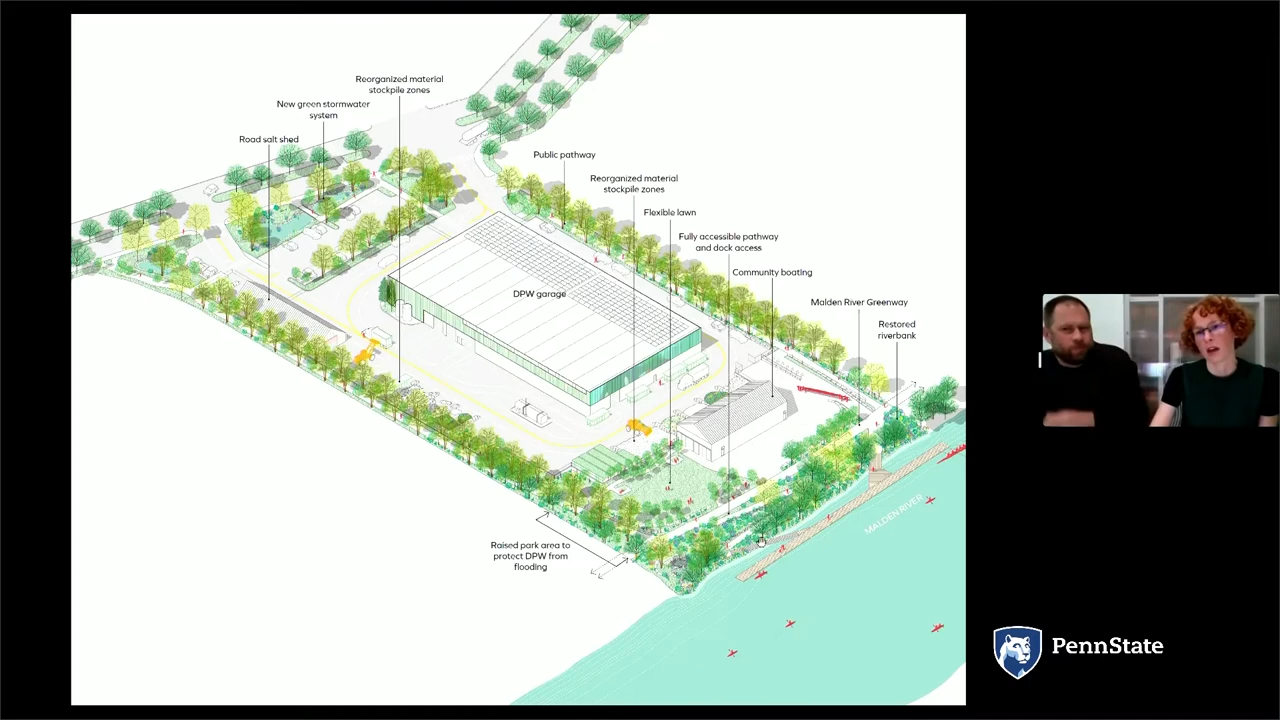 Reorganized material
stockpile zones
New green stormwater
system
Road salt shed
Public pathway
Reorganized material
stockpile zones
Flexible lawn
Fully accessible pathway
and dock access
Community boating
Malden River Greenway
Restored
riverbank
DPW garage
MALDEN RIVER
Raised park area to
protect DPW from
flooding
PennState